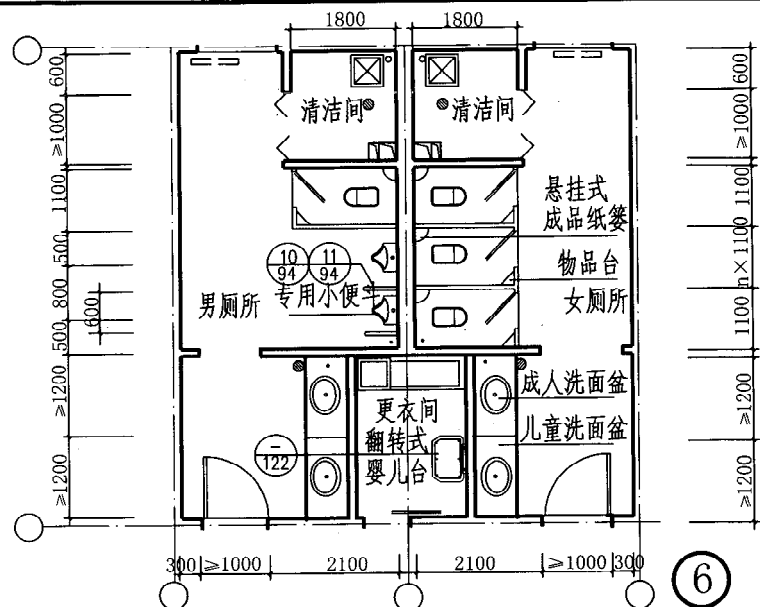 1800
1800
600
≥1000
1100
500
800
600
500
≥1200
≥1200
清洁间
清洁间
悬挂式
成品纸篓
物品台
女厕所
10
94
11
94
专用小便斗
男厕所
成人洗面盆
儿童洗面盆
更衣间
翻转式
婴儿台
—
122
600
≥1000
1100
n×1100
1100
≥1200
≥1200
300
≥1000
2100
2100
≥1000
300
6